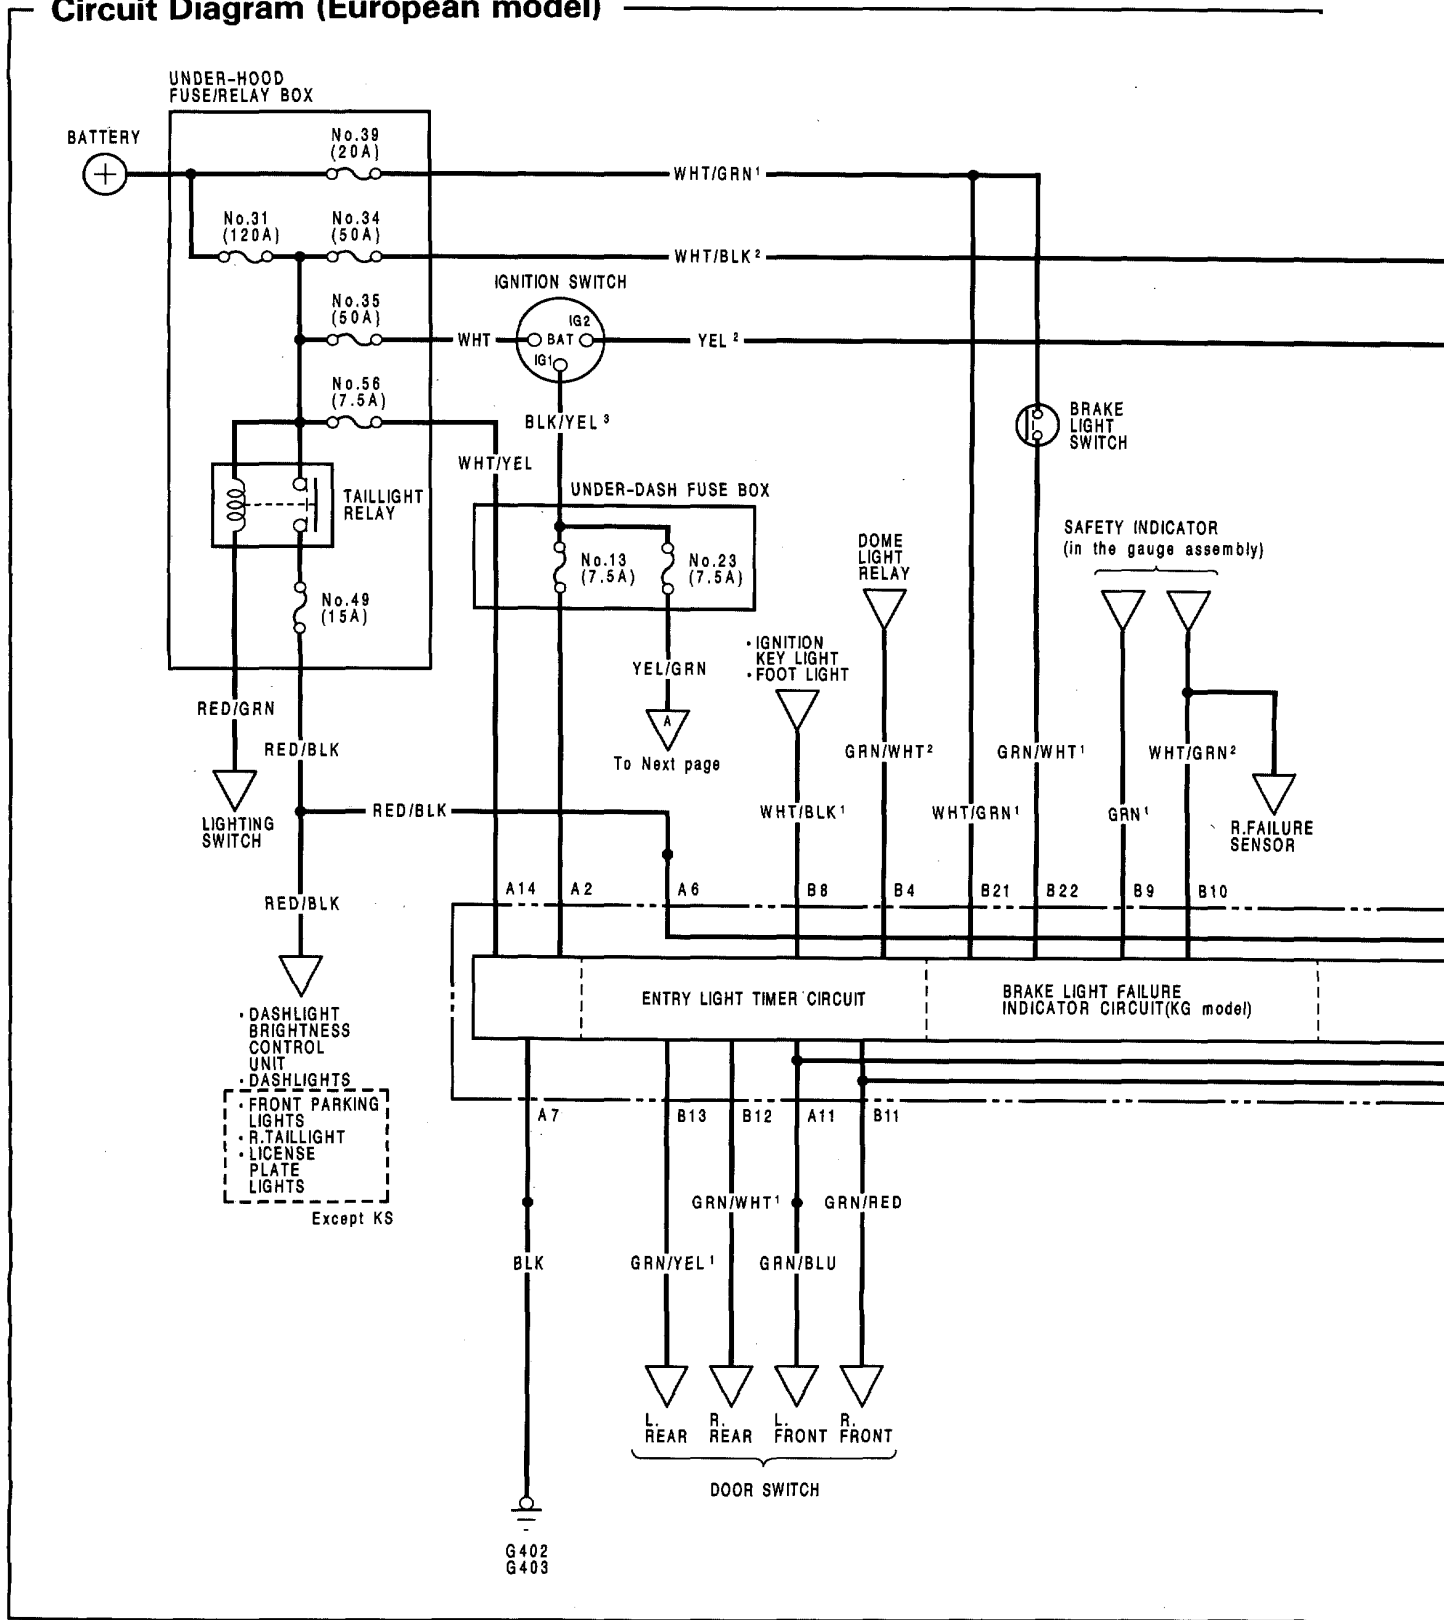 Circuit Diagram (European model)
UNDER-HOOD
FUSE/RELAY BOX
BATTERY
No.39
(20A)
WHT/GRN¹
No.31
(120A)
No.34
(50A)
WHT/BLK²
IGNITION SWITCH
No.35
(50A)
WHT
IG2
BAT
IG1
YEL²
No.56
(7.5A)
BLK/YEL³
BRAKE
LIGHT
SWITCH
WHT/YEL
TAILLIGHT
RELAY
UNDER-DASH FUSE BOX
No.13
(7.5A)
No.23
(7.5A)
DOME
LIGHT
RELAY
SAFETY INDICATOR
(in the gauge assembly)
No.49
(15A)
• IGNITION
KEY LIGHT
• FOOT LIGHT
YEL/GRN
A
To Next page
RED/GRN
RED/BLK
GRN/WHT²
GRN/WHT¹
WHT/GRN²
LIGHTING
SWITCH
RED/BLK
WHT/BLK¹
WHT/GRN¹
GRN¹
R.FAILURE
SENSOR
RED/BLK
A14
A2
A6
B8
B4
B21
B22
B9
B10
ENTRY LIGHT TIMER CIRCUIT
BRAKE LIGHT FAILURE
INDICATOR CIRCUIT(KG model)
• DASHLIGHT
BRIGHTNESS
CONTROL
UNIT
• DASHLIGHTS
• FRONT PARKING
LIGHTS
• R.TAILLIGHT
• LICENSE
PLATE
LIGHTS
Except KS
A7
B13
B12
A11
B11
GRN/WHT¹
GRN/RED
BLK
GRN/YEL¹
GRN/BLU
L.
REAR
R.
REAR
L.
FRONT
R.
FRONT
DOOR SWITCH
G402
G403